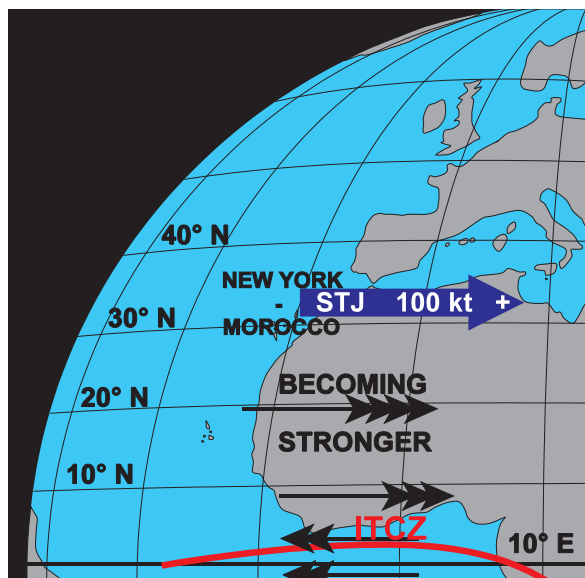 40° N
NEW YORK
-
MOROCCO
STJ 100 kt +
30° N
BECOMING
20° N
STRONGER
10° N
ITCZ
10° E